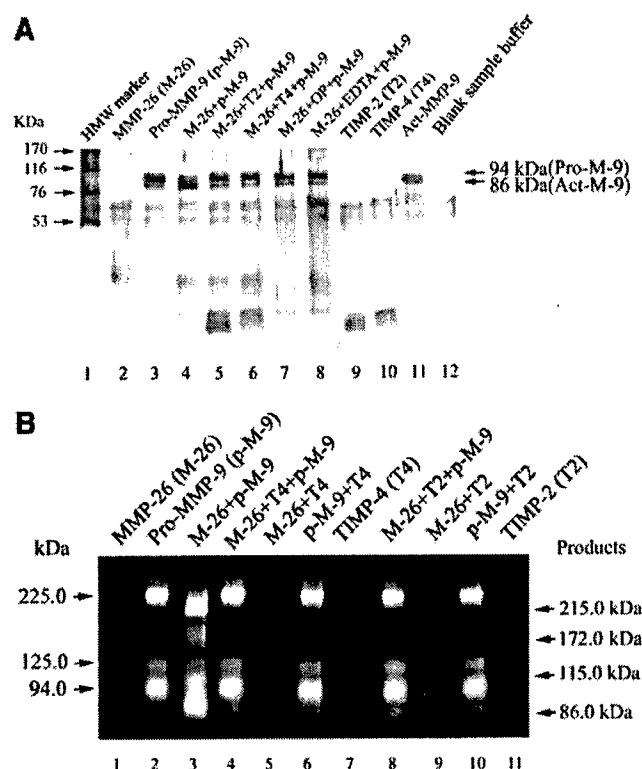 A
KDa
HMW marker
MMP-26 (M-26)
Pro-MMP-9 (p-M-9)
M-26+p-M-9
M-26+T2+p-M-9
M-26+T4+p-M-9
M-26+OP+p-M-9
M-26+EDTA+p-M-9
TIMP-2 (T2)
TIMP-4 (T4)
Act-MMP-9
Blank sample buffer
170
116
76
53
94 kDa(Pro-M-9)
86 kDa(Act-M-9)
1 2 3 4 5 6 7 8 9 10 11 12
B
kDa
MMP-26 (M-26)
Pro-MMP-9 (p-M-9)
M-26+p-M-9
M-26+T4+p-M-9
M-26+T4
p-M-9+T4
TIMP-4 (T4)
M-26+T2+p-M-9
M-26+T2
p-M-9+T2
TIMP-2 (T2)
Products
225.0
125.0
94.0
215.0 kDa
172.0 kDa
115.0 kDa
86.0 kDa
1 2 3 4 5 6 7 8 9 10 11